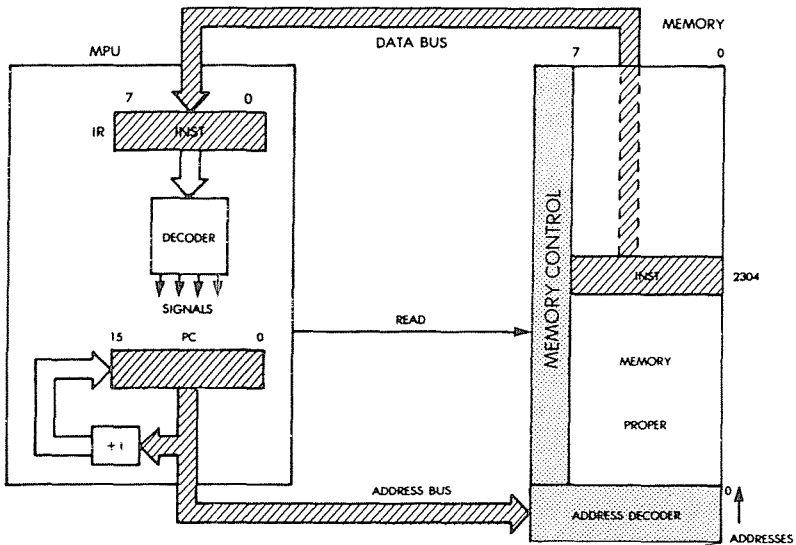 MEMORY
DATA BUS
MPU
7 0
7 0
IR INST
DECODER
SIGNALS
MEMORY CONTROL
INST 2304
READ
15 PC 0
MEMORY
PROPER
+1
ADDRESS BUS
0
ADDRESS DECODER
ADDRESSES